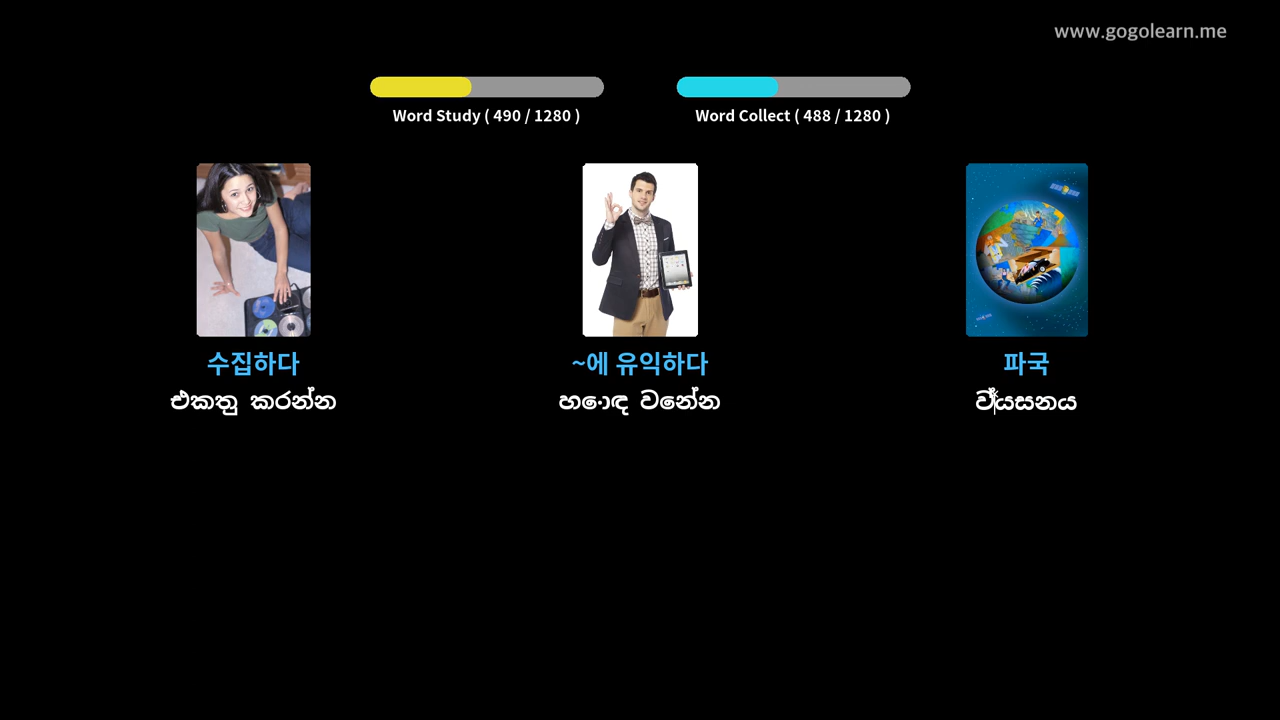 www.gogolearn.me
Word Study ( 490 / 1280 )
Word Collect ( 488 / 1280 )
수집하다
~에 유익하다
파국
එකතු කරන්න
හොඳ වන්නේ
ව්‍යසනය